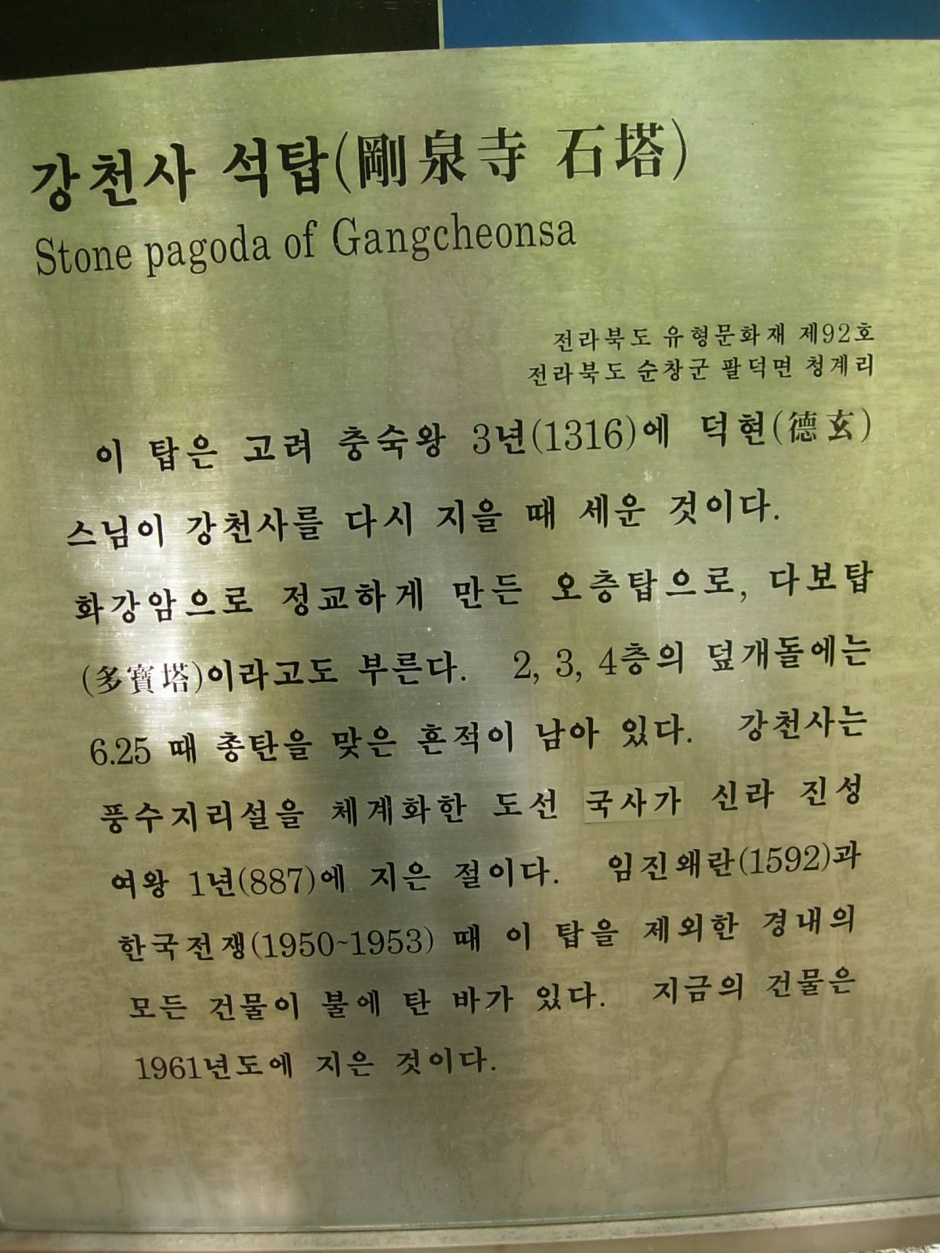 강천사 석탑(剛泉寺 石塔)
Stone pagoda of Gangcheonsa
전라북도 유형문화재 제92호
전라북도 순창군 팔덕면 청계리
이 탑은 고려 충숙왕 3년(1316)에 덕현(德玄)
스님이 강천사를 다시 지을 때 세운 것이다.
화강암으로 정교하게 만든 오층탑으로, 다보탑
(多寶塔)이라고도 부른다. 2, 3, 4층의 덮개돌에는
6.25 때 총탄을 맞은 흔적이 남아 있다. 강천사는
풍수지리설을 체계화한 도선 국사가 신라 진성
여왕 1년(887)에 지은 절이다. 임진왜란(1592)과
한국전쟁(1950~1953) 때 이 탑을 제외한 경내의
모든 건물이 불에 탄 바가 있다. 지금의 건물은
1961년도에 지은 것이다.